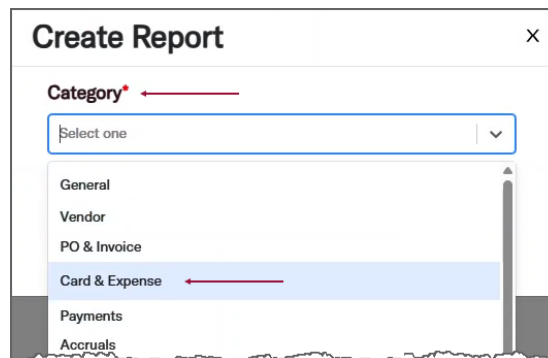 Create Report
X
Category*
Select one
General
Vendor
PO & Invoice
Card & Expense
Payments
Accruals